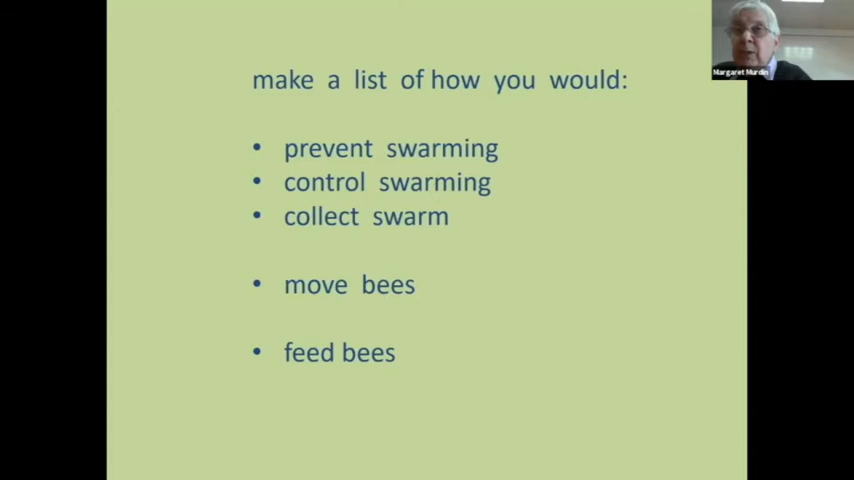 make a list of how you would:
• prevent swarming
• control swarming
• collect swarm
• move bees
• feed bees
Margaret Murdin